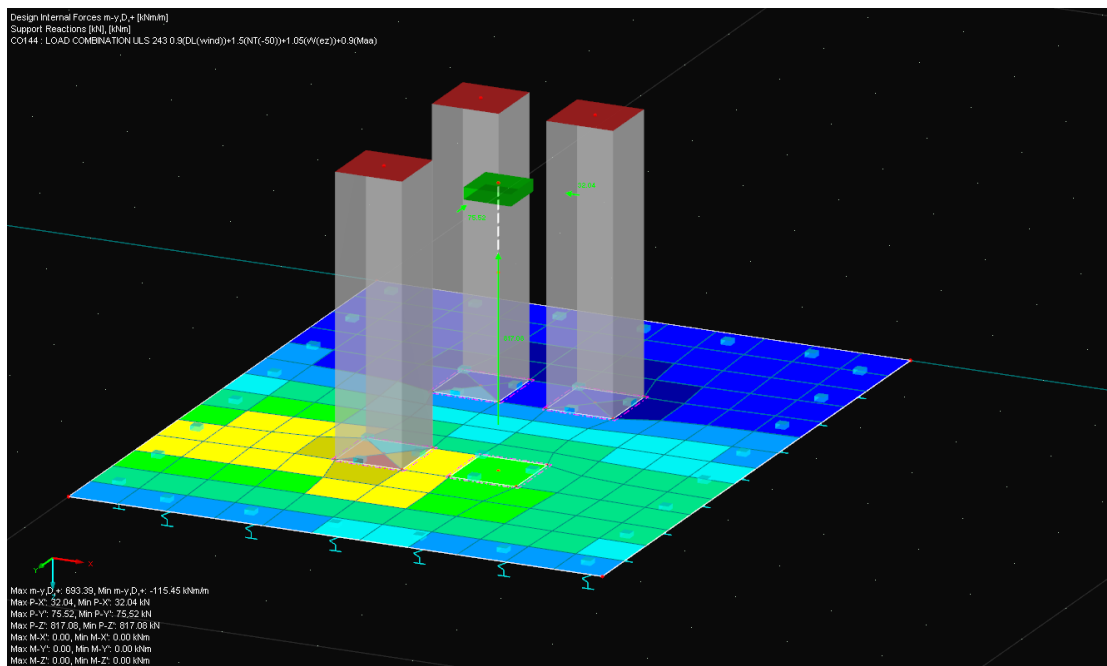 Design Internal Forces m-y,D,+ [kNm/m]
Support Reactions [kN], [kNm]
CO144 : LOAD COMBINATION ULS 243 0.9(DL(wind))+1.5(NT(-50))+1.05(W(ez))+0.9(Maa)
X
Y
Max m-y,D,+: 693.39, Min m-y,D,+: -115.45 kNm/m
Max P-X': 32.04, Min P-X': 32.04 kN
Max P-Y': 75.52, Min P-Y': 75.52 kN
Max P-Z': 817.08, Min P-Z': 817.08 kN
Max M-X': 0.00, Min M-X': 0.00 kNm
Max M-Y': 0.00, Min M-Y': 0.00 kNm
Max M-Z': 0.00, Min M-Z': 0.00 kNm